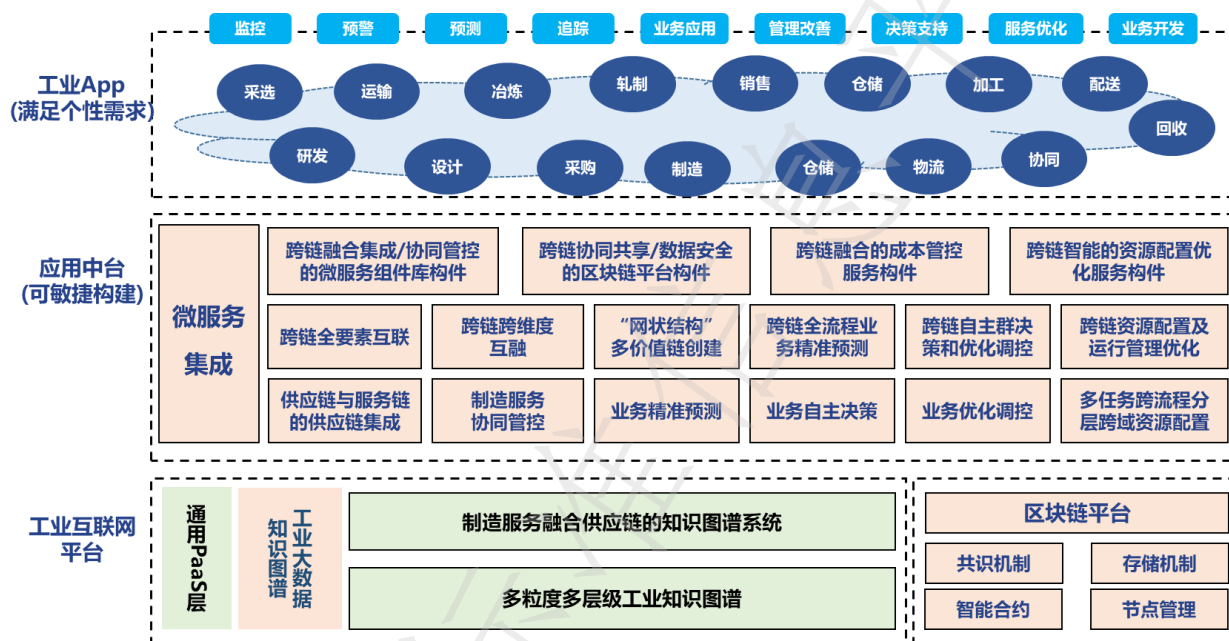 监控
预警
预测
追踪
业务应用
管理改善
决策支持
服务优化
业务开发
工业App
(满足个性需求)
采选
运输
冶炼
轧制
销售
仓储
加工
配送
回收
研发
设计
采购
制造
仓储
物流
协同
应用中台
(可敏捷构建)
微服务
集成
跨链融合集成/协同管控
的微服务组件库构件
跨链协同共享/数据安全
的区块链平台构件
跨链融合的成本管控
服务构件
跨链智能的资源配置优
化服务构件
跨链全要素互联
跨链跨维度
互融
“网状结构”
多价值链创建
跨链全流程业
务精准预测
跨链自主群决
策和优化调控
跨链资源配置及
运行管理优化
供应链与服务链
的供应链集成
制造服务
协同管控
业务精准预测
业务自主决策
业务优化调控
多任务跨流程分
层跨域资源配置
工业互联网
平台
通用PaaS层
工业大数据
知识图谱
制造服务融合供应链的知识图谱系统
多粒度多层级工业知识图谱
区块链平台
共识机制
存储机制
智能合约
节点管理